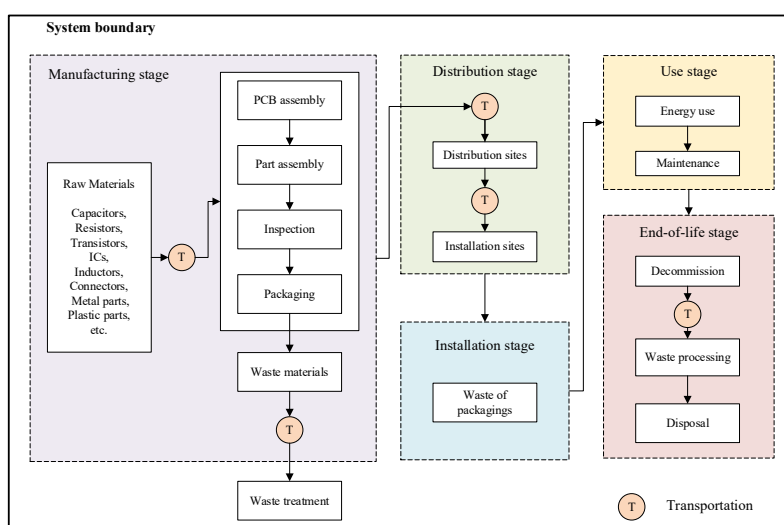 System boundary
Manufacturing stage
Raw Materials
Capacitors,
Resistors,
Transistors,
ICs,
Inductors,
Connectors,
Metal parts,
Plastic parts,
etc.
T
PCB assembly
Part assembly
Inspection
Packaging
Waste materials
T
Waste treatment
Distribution stage
T
Distribution sites
T
Installation sites
Installation stage
Waste of
packagings
Use stage
Energy use
Maintenance
End-of-life stage
Decommission
T
Waste processing
Disposal
T
Transportation